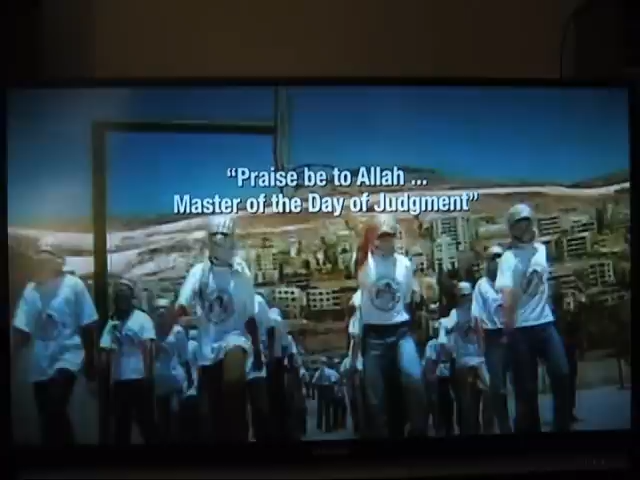 “Praise be to Allah ...
Master of the Day of Judgment”